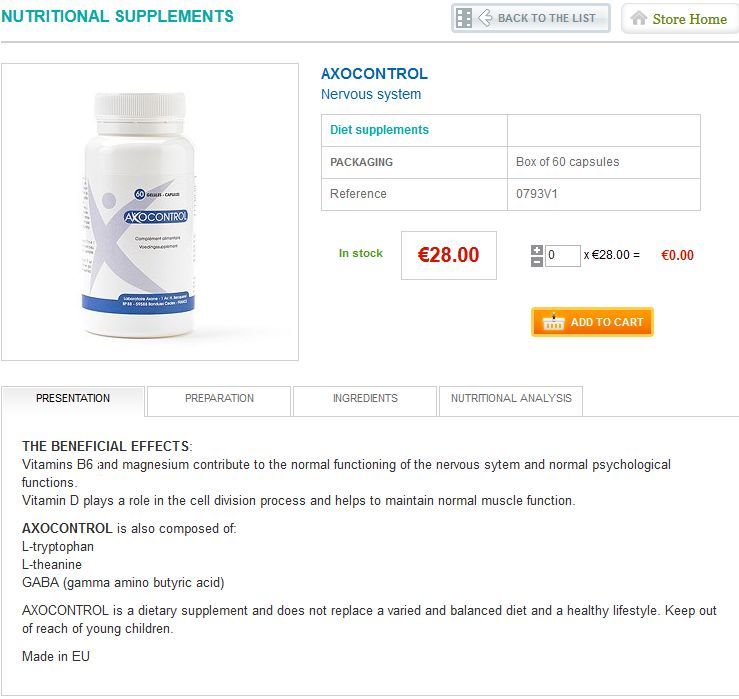 NUTRITIONAL SUPPLEMENTS
BACK TO THE LIST
Store Home
AXOCONTROL
Nervous system
Diet supplements
PACKAGING Box of 60 capsules
Reference 0793V1
60 GÉLULES - CAPSULES
AXOCONTROL
Complément alimentaire
Voedingssupplement
In stock €28.00 0 x €28.00 = €0.00
ADD TO CART
PRESENTATION PREPARATION INGREDIENTS NUTRITIONAL ANALYSIS
THE BENEFICIAL EFFECTS:
Vitamins B6 and magnesium contribute to the normal functioning of the nervous sytem and normal psychological
functions.
Vitamin D plays a role in the cell division process and helps to maintain normal muscle function.
AXOCONTROL is also composed of:
L-tryptophan
L-theanine
GABA (gamma amino butyric acid)
AXOCONTROL is a dietary supplement and does not replace a varied and balanced diet and a healthy lifestyle. Keep out
of reach of young children.
Made in EU